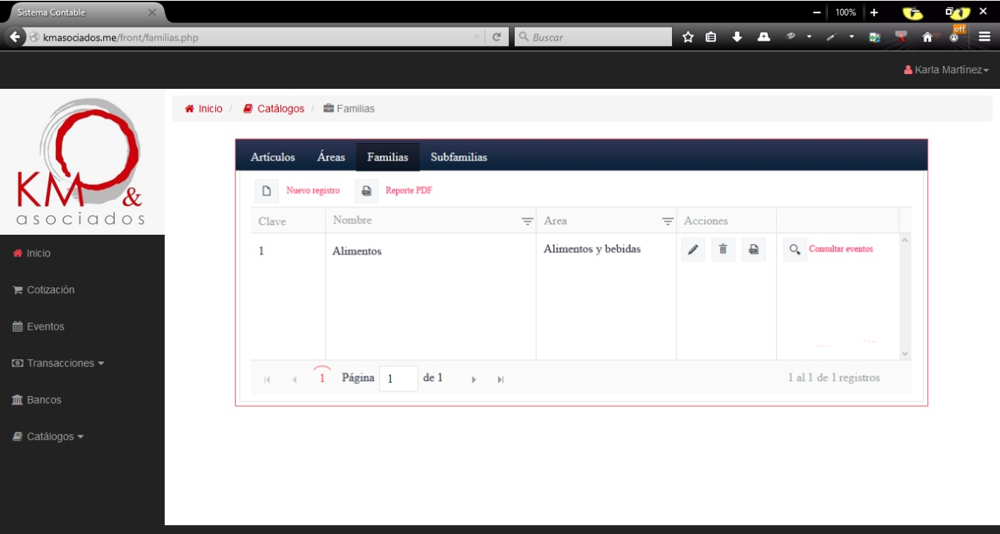 Sistema Contable
100%
kmasociados.me/front/familias.php
Buscar
off
Karla Martínez
KM &
asociados
Inicio / Catálogos / Familias
Artículos Áreas Familias Subfamilias
Nuevo registro Reporte PDF
Clave Nombre Area Acciones
1 Alimentos Alimentos y bebidas Consultar eventos
1 Página 1 de 1 1 al 1 de 1 registros
Inicio
Cotización
Eventos
Transacciones
Bancos
Catálogos